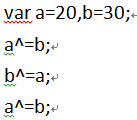 var a=20,b=30;
a^=b;
b^=a;
a^=b;